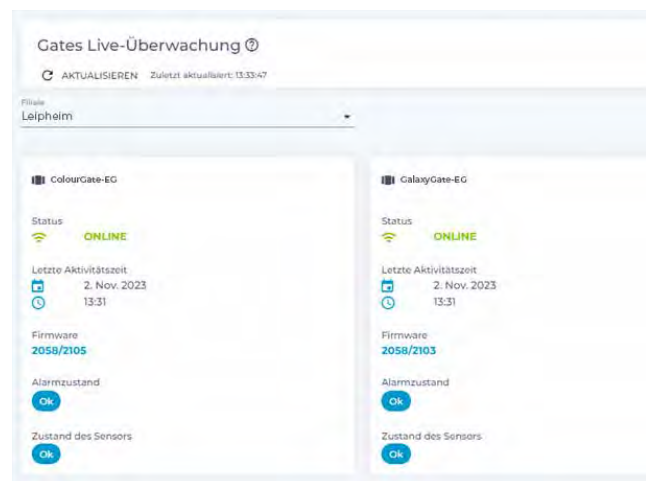 Gates Live-Überwachung ?
AKTUALISIEREN Zuletzt aktualisiert: 13:33:47
Filiale
Leipheim
ColourGate-EG
Status
ONLINE
Letzte Aktivitätszeit
2. Nov. 2023
13:31
Firmware
2058/2105
Alarmzustand
Ok
Zustand des Sensors
Ok
GalaxyGate-EG
Status
ONLINE
Letzte Aktivitätszeit
2. Nov. 2023
13:31
Firmware
2058/2103
Alarmzustand
Ok
Zustand des Sensors
Ok